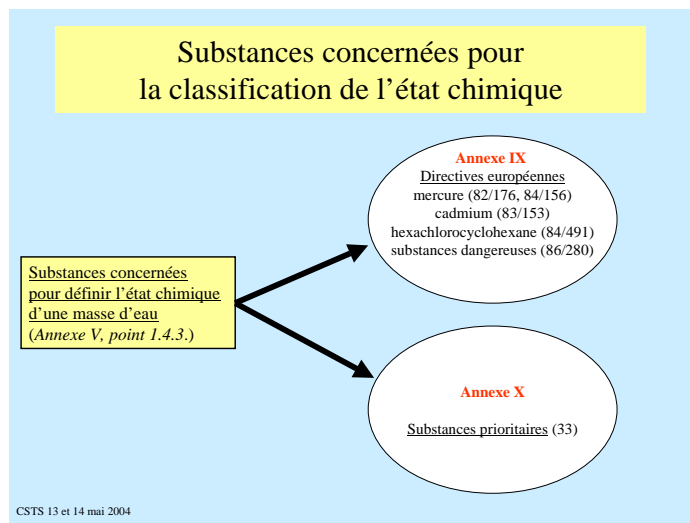 Substances concernées pour
la classification de l’état chimique
Annexe IX
Directives européennes
mercure (82/176, 84/156)
cadmium (83/153)
hexachlorocyclohexane (84/491)
substances dangereuses (86/280)
Substances concernées
pour définir l’état chimique
d’une masse d’eau
(Annexe V, point 1.4.3.)
Annexe X
Substances prioritaires (33)
CSTS 13 et 14 mai 2004